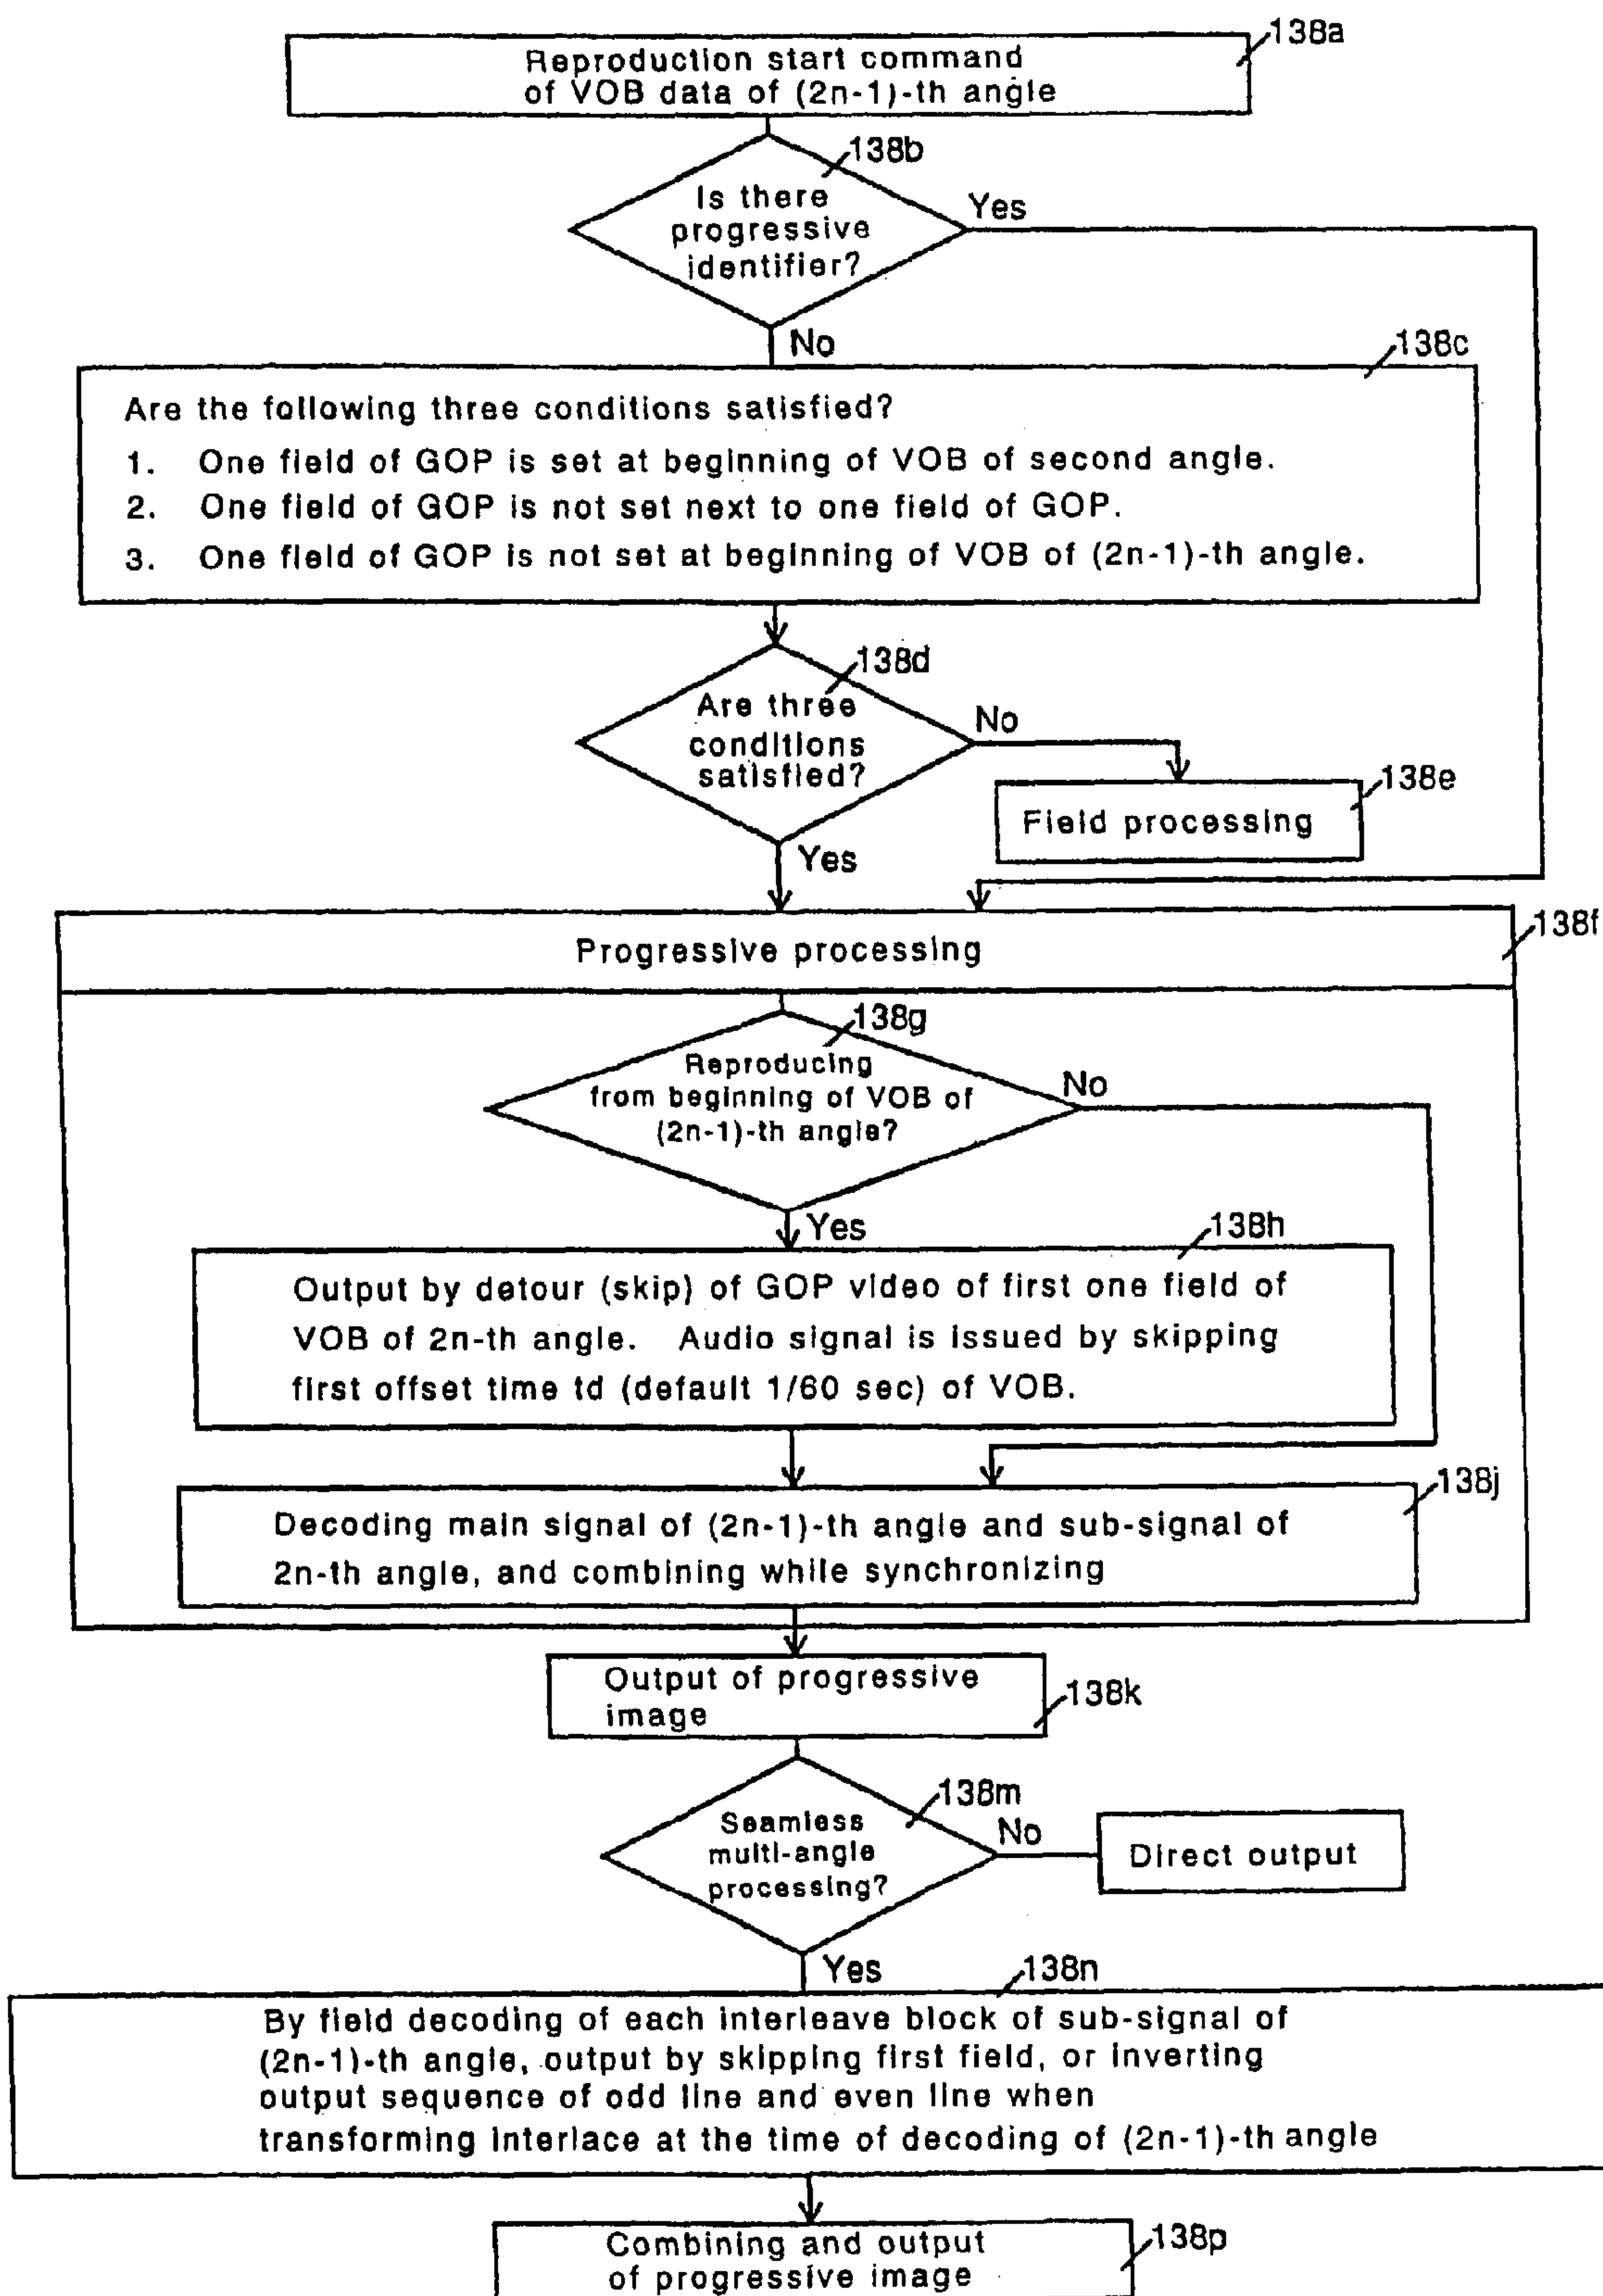 138a
Reproduction start command
of VOB data of (2n-1)-th angle
138b
Is there
progressive
identifier?
Yes
No
138c
Are the following three conditions satisfied?
1. One field of GOP is set at beginning of VOB of second angle.
2. One field of GOP is not set next to one field of GOP.
3. One field of GOP is not set at beginning of VOB of (2n-1)-th angle.
138d
Are three
conditions
satisfied?
No
138e
Field processing
Yes
138f
Progressive processing
138g
Reproducing
from beginning of VOB of
(2n-1)-th angle?
No
Yes
138h
Output by detour (skip) of GOP video of first one field of
VOB of 2n-th angle. Audio signal is issued by skipping
first offset time td (default 1/60 sec) of VOB.
138j
Decoding main signal of (2n-1)-th angle and sub-signal of
2n-th angle, and combining while synchronizing
Output of progressive
image
138k
138m
Seamless
multi-angle
processing?
No
Direct output
Yes
138n
By field decoding of each interleave block of sub-signal of
(2n-1)-th angle, output by skipping first field, or inverting
output sequence of odd line and even line when
transforming interlace at the time of decoding of (2n-1)-th angle
138p
Combining and output
of progressive image